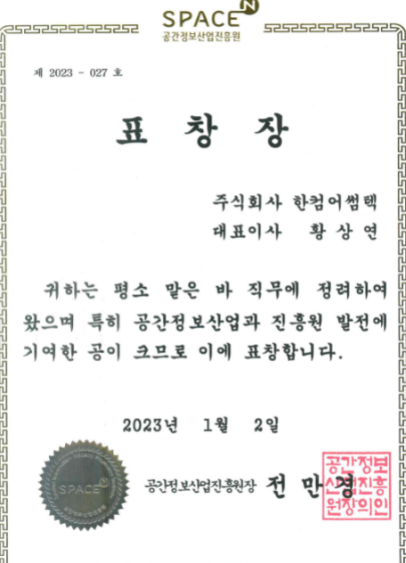 SPACE N
공간정보산업진흥원
제 2023 - 027 호
표 창 장
주식회사 한컴어썸텍
대표이사 황 상 연
귀하는 평소 맡은 바 직무에 정려하여
왔으며 특히 공간정보산업과 진흥원 발전에
기여한 공이 크므로 이에 표창합니다.
2023년 1월 2일
SPACE N
공간정보산업진흥원장 전 만 경
공간정보
산업진흥
원장의인